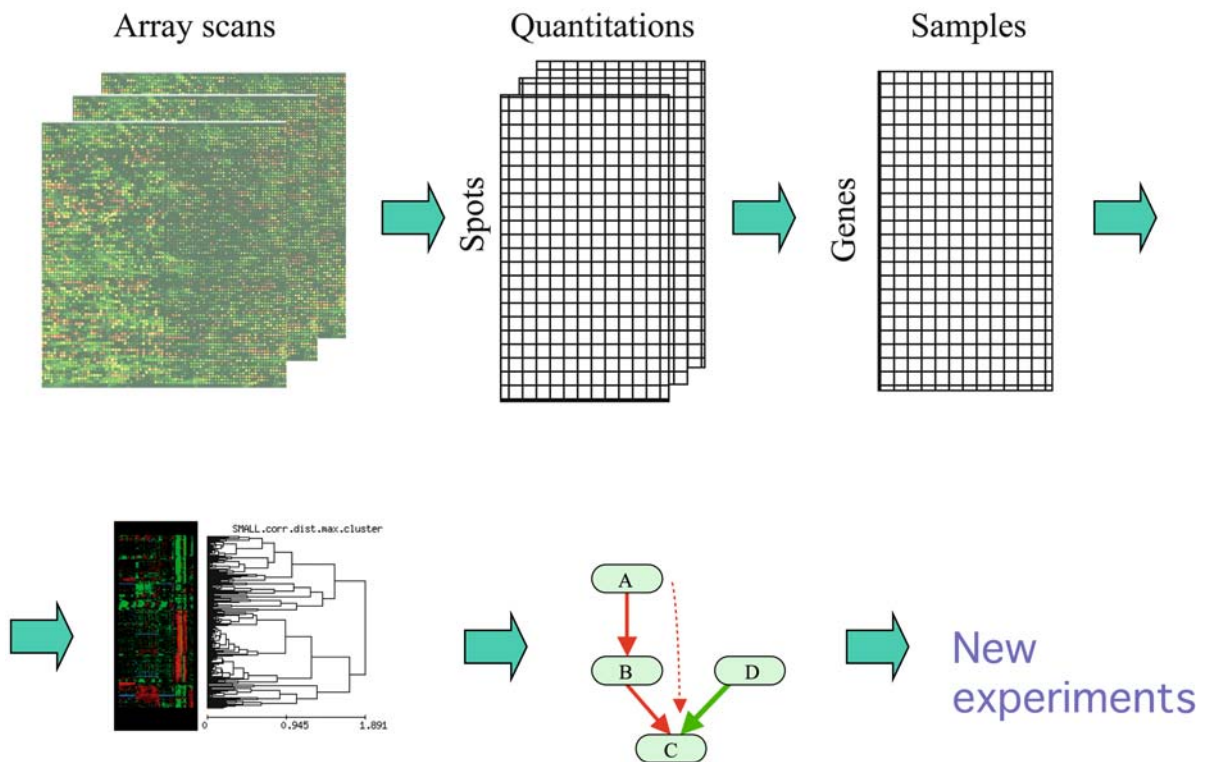 Array scans
Quantitations
Samples
Spots
Genes
SMALL.corr.dist.max.cluster
0 0.945 1.891
A
B
D
C
New
experiments